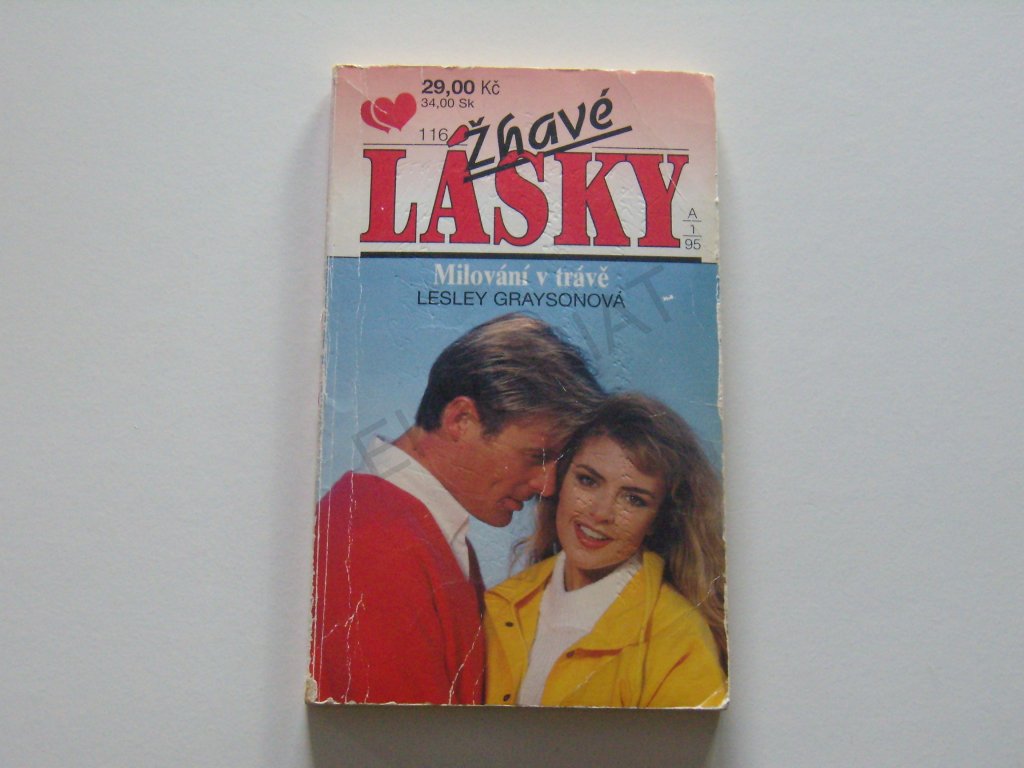 29,00 Kč
34,00 Sk
116
žhavé
LÁSKY
A
1
95
Milování v trávě
LESLEY GRAYSONOVÁ